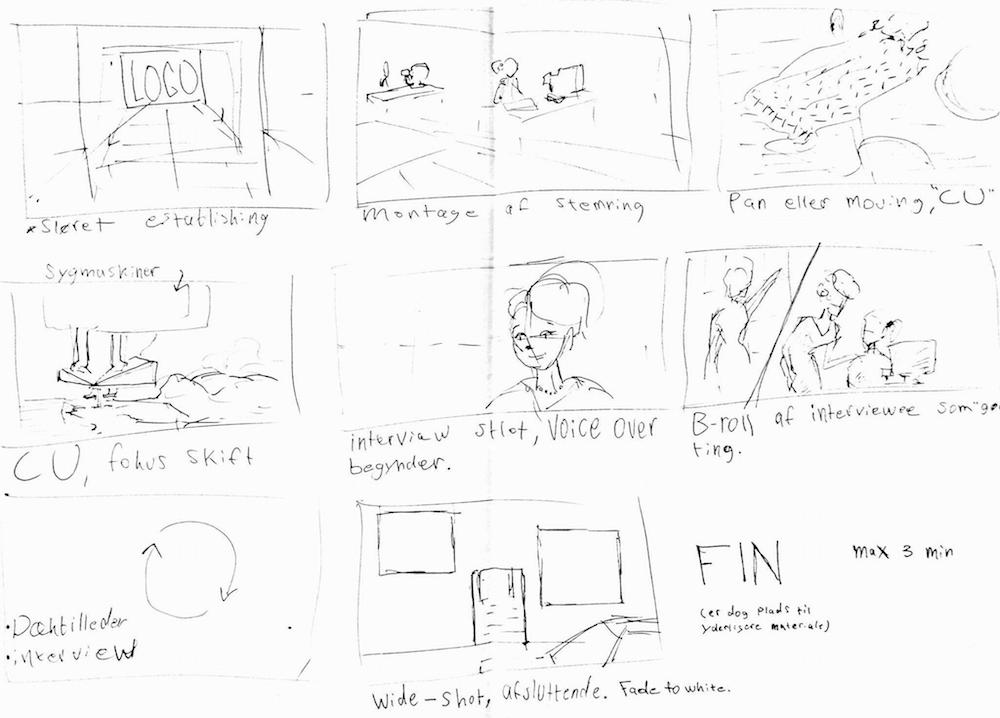 LOGO
*Sløret establishing
Montage af stemning
Pan eller moving, "CU"
Sygmaskiner
CU, fokus skift
interview shot, VOICE OVER
begynder.
B-roll af interviewee som "gør
ting.
•Dækbilleder
•interview
Wide-shot, afsluttende. Fade to white.
FIN
max 3 min
(er dog plads til
yderligere materiale)